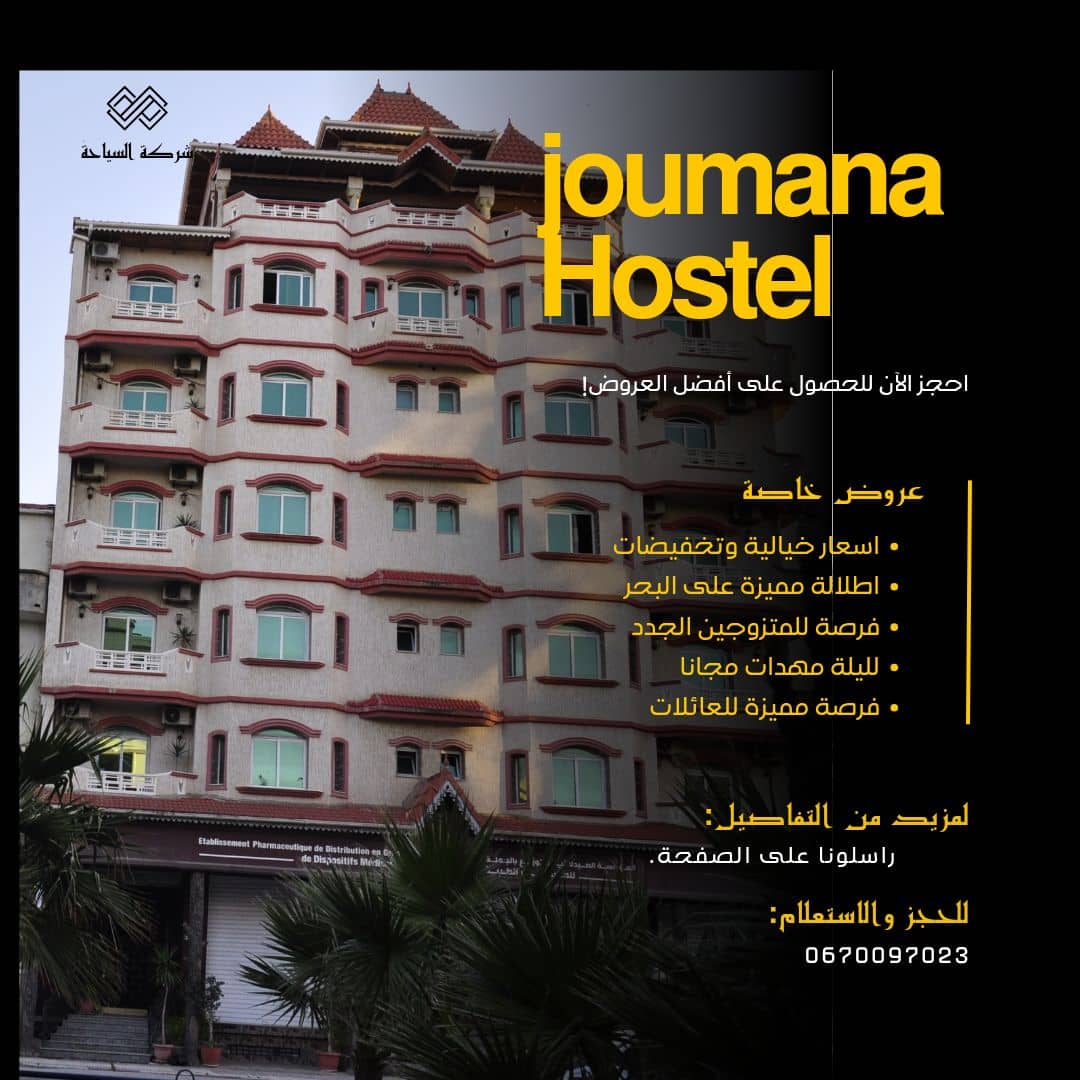 شركة السياحة
joumana
Hostel
احجز الآن للحصول على أفضل العروض!
عروض خاصة
• اسعار خيالية وتخفيضات
• اطلالة مميزة على البحر
• فرصة للمتزوجين الجدد
• لليلة مهدات مجانا
• فرصة مميزة للعائلات
Etablissement Pharmaceutique de Distribution en
de Dispositifs
لمزيد من التفاصيل:
راسلونا على الصفحة.
للحجز والاستعلام:
0670097023